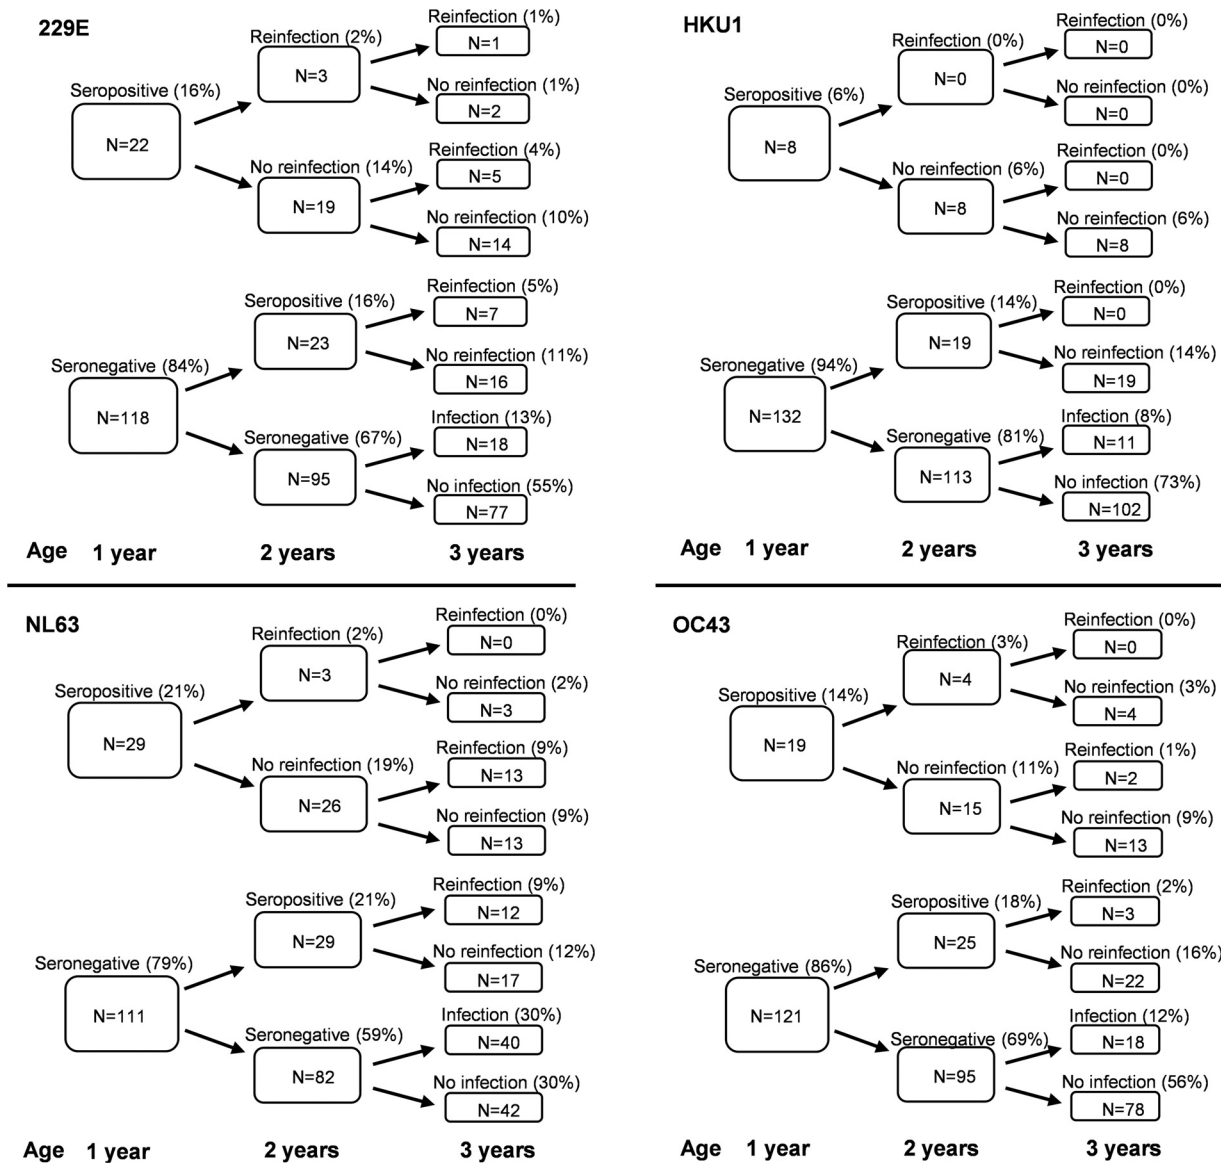 229E
Seropositive (16%)
N=22
Reinfection (2%)
N=3
Reinfection (1%)
N=1
No reinfection (1%)
N=2
No reinfection (14%)
N=19
Reinfection (4%)
N=5
No reinfection (10%)
N=14
Seronegative (84%)
N=118
Seropositive (16%)
N=23
Reinfection (5%)
N=7
No reinfection (11%)
N=16
Seronegative (67%)
N=95
Infection (13%)
N=18
No infection (55%)
N=77
Age 1 year 2 years 3 years
HKU1
Seropositive (6%)
N=8
Reinfection (0%)
N=0
Reinfection (0%)
N=0
No reinfection (0%)
N=0
No reinfection (6%)
N=8
Reinfection (0%)
N=0
No reinfection (6%)
N=8
Seronegative (94%)
N=132
Seropositive (14%)
N=19
Reinfection (0%)
N=0
No reinfection (14%)
N=19
Seronegative (81%)
N=113
Infection (8%)
N=11
No infection (73%)
N=102
Age 1 year 2 years 3 years
NL63
Seropositive (21%)
N=29
Reinfection (2%)
N=3
Reinfection (0%)
N=0
No reinfection (2%)
N=3
No reinfection (19%)
N=26
Reinfection (9%)
N=13
No reinfection (9%)
N=13
Seronegative (79%)
N=111
Seropositive (21%)
N=29
Reinfection (9%)
N=12
No reinfection (12%)
N=17
Seronegative (59%)
N=82
Infection (30%)
N=40
No infection (30%)
N=42
Age 1 year 2 years 3 years
OC43
Seropositive (14%)
N=19
Reinfection (3%)
N=4
Reinfection (0%)
N=0
No reinfection (3%)
N=4
No reinfection (11%)
N=15
Reinfection (1%)
N=2
No reinfection (9%)
N=13
Seronegative (86%)
N=121
Seropositive (18%)
N=25
Reinfection (2%)
N=3
No reinfection (16%)
N=22
Seronegative (69%)
N=95
Infection (12%)
N=18
No infection (56%)
N=78
Age 1 year 2 years 3 years